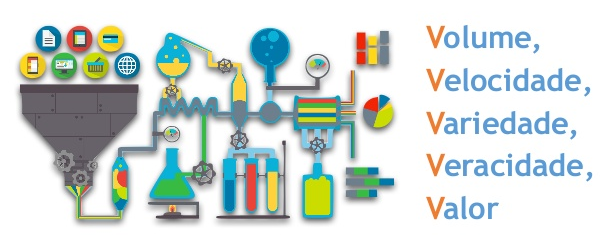 Volume,
Velocidade,
Variedade,
Veracidade,
Valor